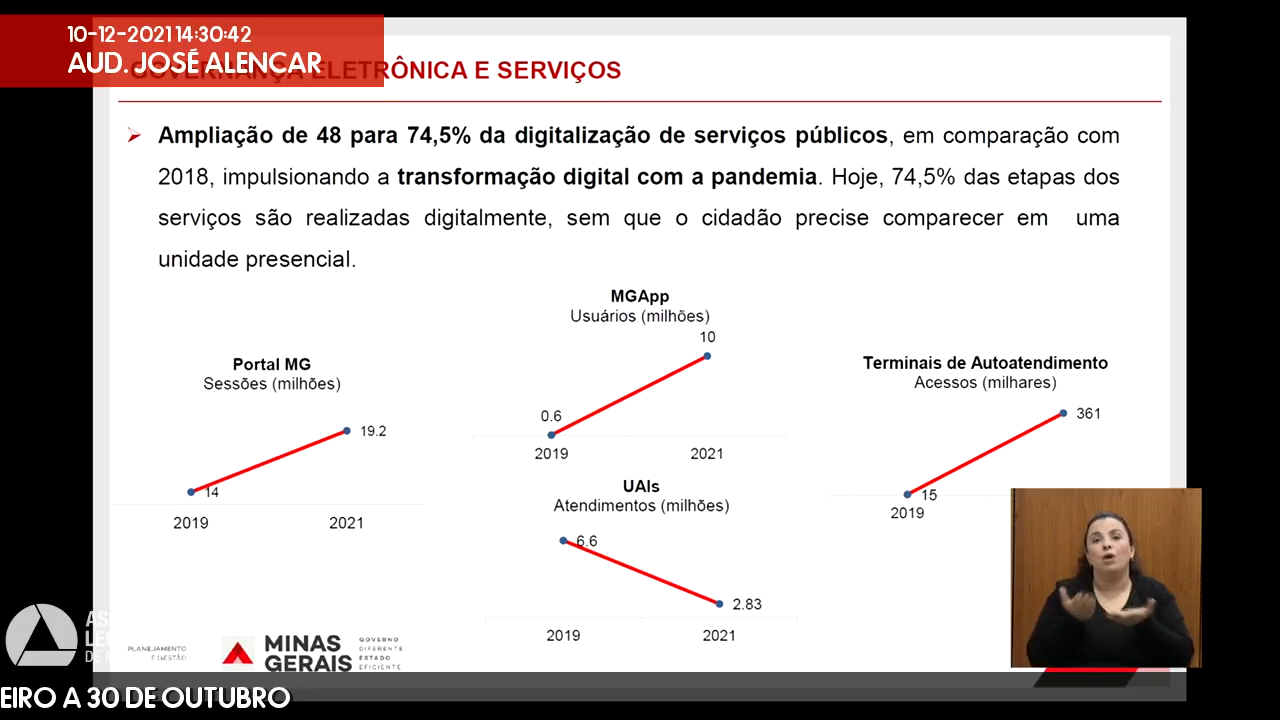 10-12-2021 14:30:42
AUD. JOSÉ ALENCAR
GOVERNANÇA ELETRÔNICA E SERVIÇOS
Ampliação de 48 para 74,5% da digitalização de serviços públicos, em comparação com
2018, impulsionando a transformação digital com a pandemia. Hoje, 74,5% das etapas dos
serviços são realizadas digitalmente, sem que o cidadão precise comparecer em uma
unidade presencial.
MGApp
Usuários (milhões)
10
0.6
2019 2021
Portal MG
Sessões (milhões)
19.2
14
2019 2021
Terminais de Autoatendimento
Acessos (milhares)
361
15
2019
UAIs
Atendimentos (milhões)
6.6
2.83
2019 2021
AS
LEG
DE
PLANEJAMENTO
E GESTÃO
MINAS
GERAIS
GOVERNO
DIFERENTE
ESTADO
EFICIENTE
EIRO A 30 DE OUTUBRO